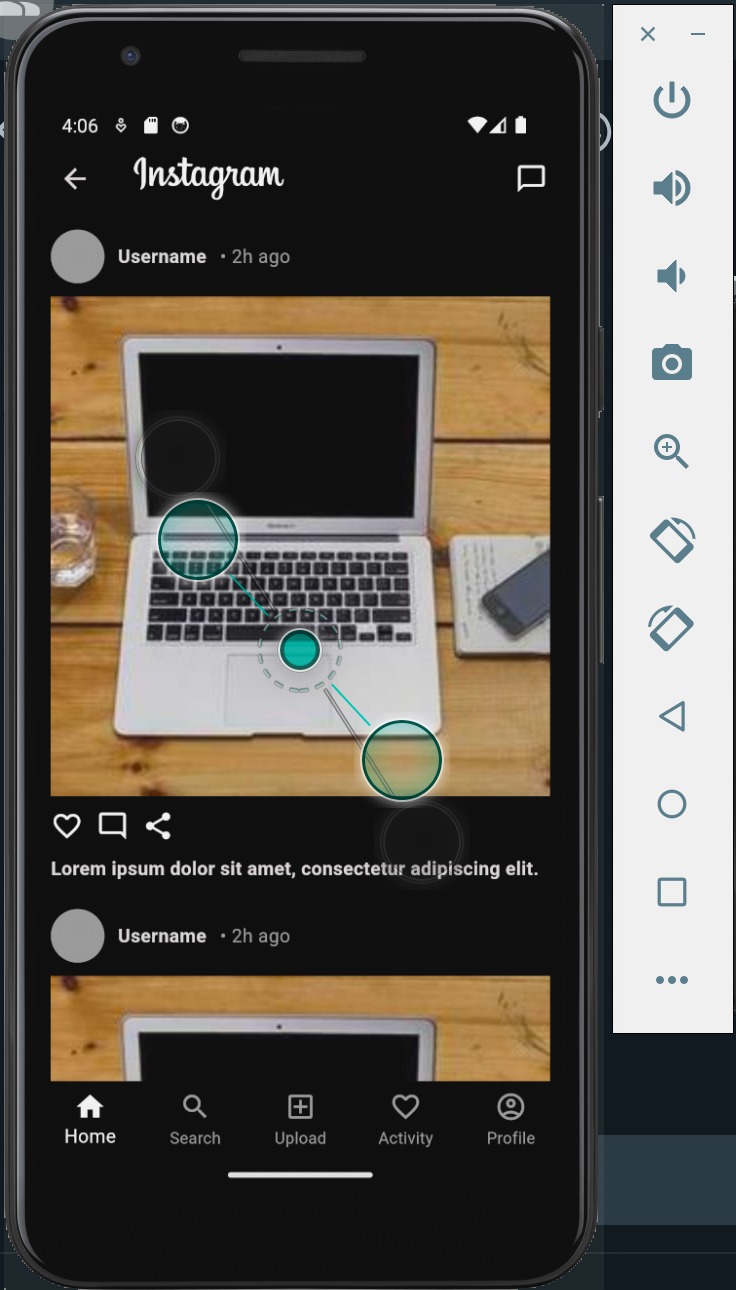 4:06
Instagram
Username • 2h ago
Lorem ipsum dolor sit amet, consectetur adipiscing elit.
Username • 2h ago
Home Search Upload Activity Profile